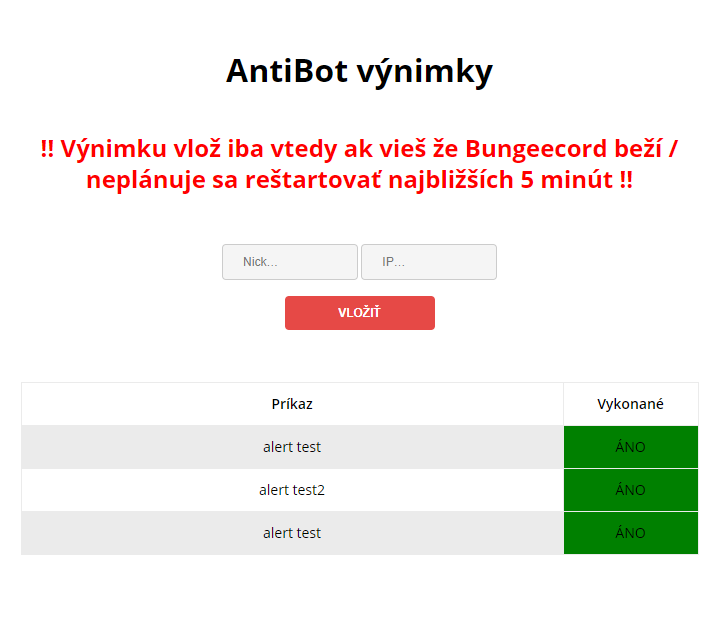 AntiBot výnimky
!! Výnimku vlož iba vtedy ak vieš že Bungeecord beží /
neplánuje sa reštartovať najbližších 5 minút !!
Nick... IP...
VLOŽIŤ
Príkaz Vykonané
alert test ÁNO
alert test2 ÁNO
alert test ÁNO